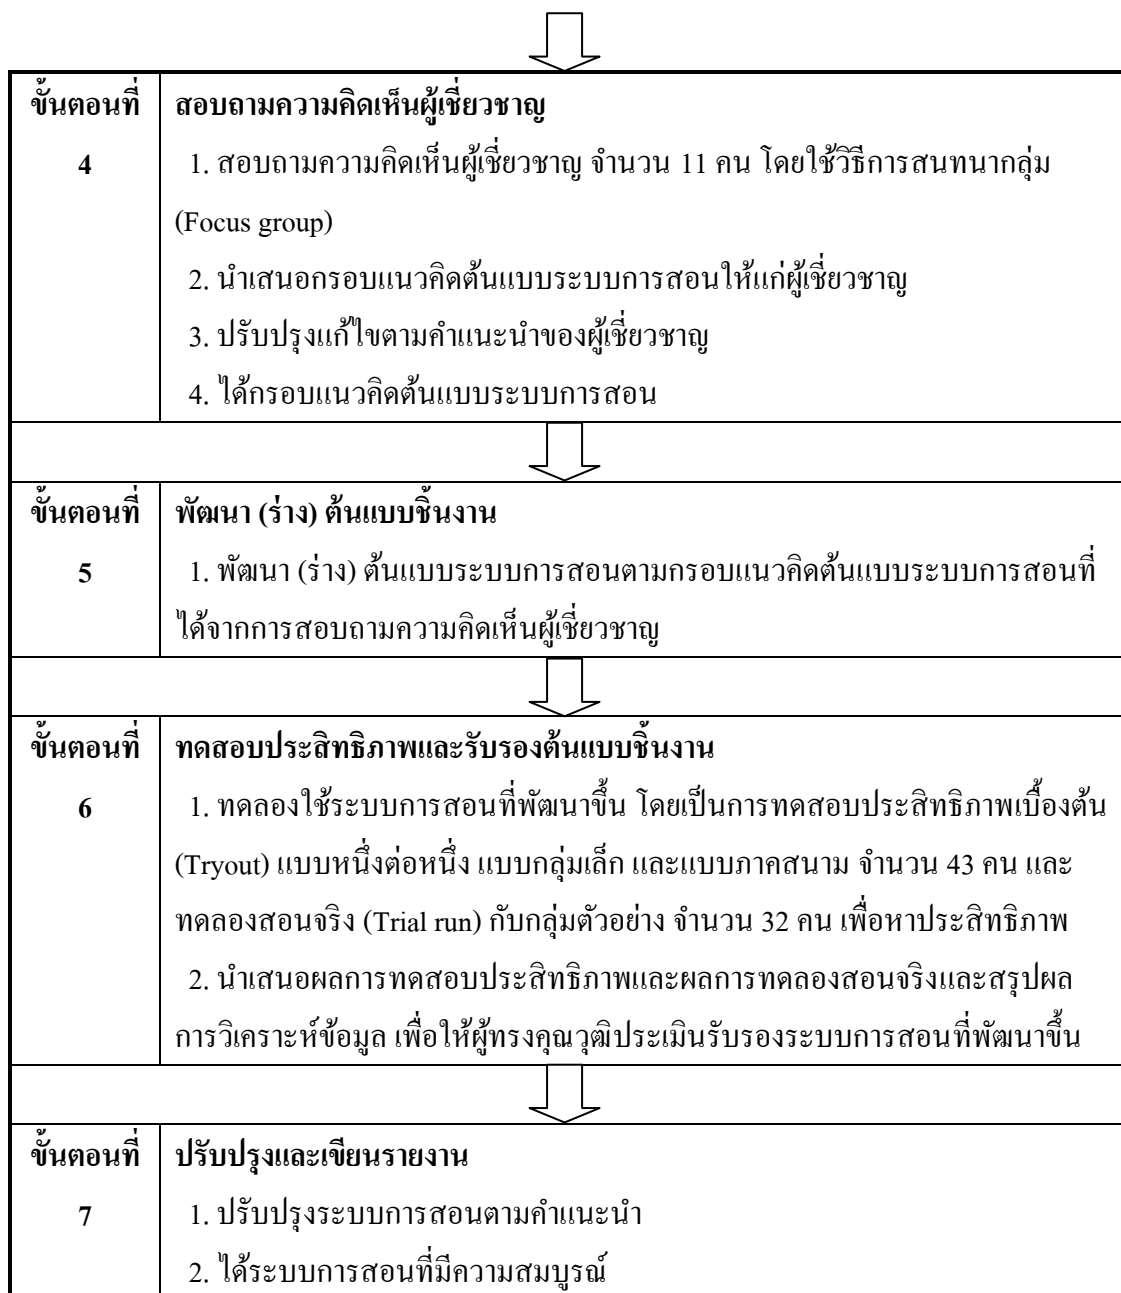 ขั้นตอนที่ สอบถามความคิดเห็นผู้เชี่ยวชาญ
4 1. สอบถามความคิดเห็นผู้เชี่ยวชาญ จำนวน 11 คน โดยใช้วิธีการสนทนากลุ่ม
(Focus group)
2. นำเสนอกรอบแนวคิดต้นแบบระบบการสอนให้แก่ผู้เชี่ยวชาญ
3. ปรับปรุงแก้ไขตามคำแนะนำของผู้เชี่ยวชาญ
4. ได้กรอบแนวคิดต้นแบบระบบการสอน
ขั้นตอนที่ พัฒนา (ร่าง) ต้นแบบชิ้นงาน
5 1. พัฒนา (ร่าง) ต้นแบบระบบการสอนตามกรอบแนวคิดต้นแบบระบบการสอนที่
ได้จากการสอบถามความคิดเห็นผู้เชี่ยวชาญ
ขั้นตอนที่ ทดสอบประสิทธิภาพและรับรองต้นแบบชิ้นงาน
6 1. ทดลองใช้ระบบการสอนที่พัฒนาขึ้น โดยเป็นการทดสอบประสิทธิภาพเบื้องต้น
(Tryout) แบบหนึ่งต่อหนึ่ง แบบกลุ่มเล็ก และแบบภาคสนาม จำนวน 43 คน และ
ทดลองสอนจริง (Trial run) กับกลุ่มตัวอย่าง จำนวน 32 คน เพื่อหาประสิทธิภาพ
2. นำเสนอผลการทดสอบประสิทธิภาพและผลการทดลองสอนจริงและสรุปผล
การวิเคราะห์ข้อมูล เพื่อให้ผู้ทรงคุณวุฒิประเมินรับรองระบบการสอนที่พัฒนาขึ้น
ขั้นตอนที่ ปรับปรุงและเขียนรายงาน
7 1. ปรับปรุงระบบการสอนตามคำแนะนำ
2. ได้ระบบการสอนที่มีความสมบูรณ์